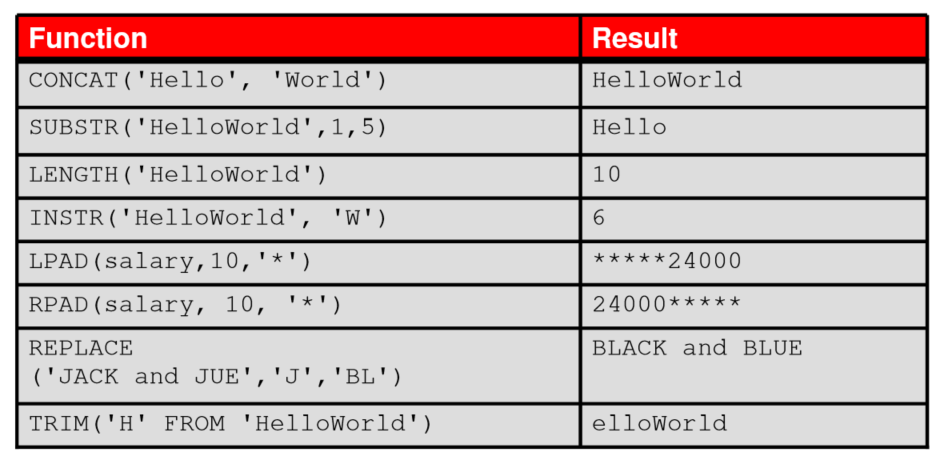 Function Result
CONCAT('Hello', 'World') HelloWorld
SUBSTR('HelloWorld',1,5) Hello
LENGTH('HelloWorld') 10
INSTR('HelloWorld', 'W') 6
LPAD(salary,10,'*') *****24000
RPAD(salary, 10, '*') 24000*****
REPLACE BLACK and BLUE
('JACK and JUE','J','BL')
TRIM('H' FROM 'HelloWorld') elloWorld